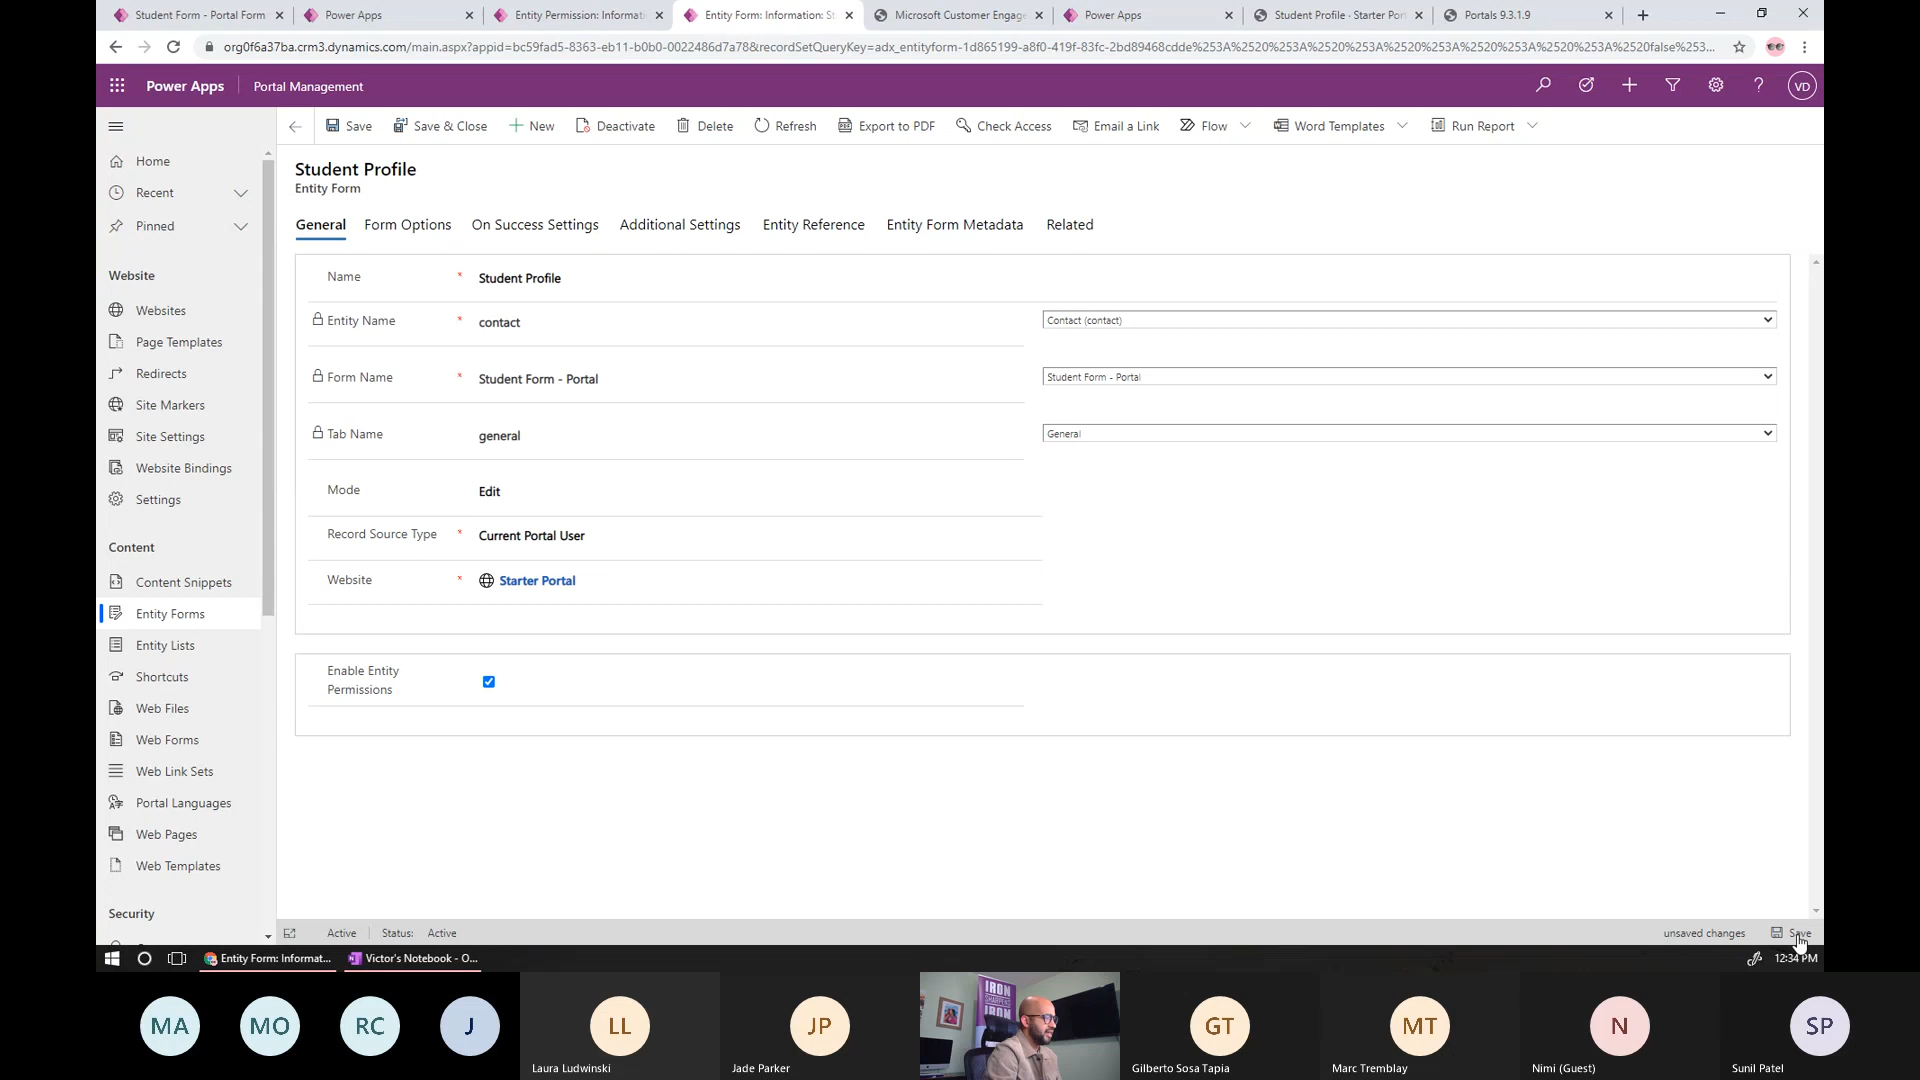 Student Form - Portal Form
Power Apps
Entity Permission: Informati
Entity Form: Information: St
Microsoft Customer Engage
Power Apps
Student Profile · Starter Por
Portals 9.3.1.9
org0f6a37ba.crm3.dynamics.com/main.aspx?appid=bc59fad5-8363-eb11-b0b0-0022486d7a78&recordSetQueryKey=adx_entityform-1d865199-a8f0-419f-83fc-2bd89468cdde%253A%2520%253A%2520%253A%2520%253A%2520%253A%2520%253A%2520false%253...
Power Apps
Portal Management
VD
Save
Save & Close
New
Deactivate
Delete
Refresh
Export to PDF
Check Access
Email a Link
Flow
Word Templates
Run Report
Home
Recent
Pinned
Website
Websites
Page Templates
Redirects
Site Markers
Site Settings
Website Bindings
Settings
Content
Content Snippets
Entity Forms
Entity Lists
Shortcuts
Web Files
Web Forms
Web Link Sets
Portal Languages
Web Pages
Web Templates
Security
Student Profile
Entity Form
General
Form Options
On Success Settings
Additional Settings
Entity Reference
Entity Form Metadata
Related
Name * Student Profile
Entity Name * contact
Contact (contact)
Form Name * Student Form - Portal
Student Form - Portal
Tab Name general
General
Mode Edit
Record Source Type * Current Portal User
Website * Starter Portal
Enable Entity
Permissions
Active
Status: Active
unsaved changes
Save
Entity Form: Informat...
Victor's Notebook - O...
12:34 PM
MA
MO
RC
J
LL
Laura Ludwinski
JP
Jade Parker
IRON
SHARPENS
IRON
GT
Gilberto Sosa Tapia
MT
Marc Tremblay
N
Nimi (Guest)
SP
Sunil Patel